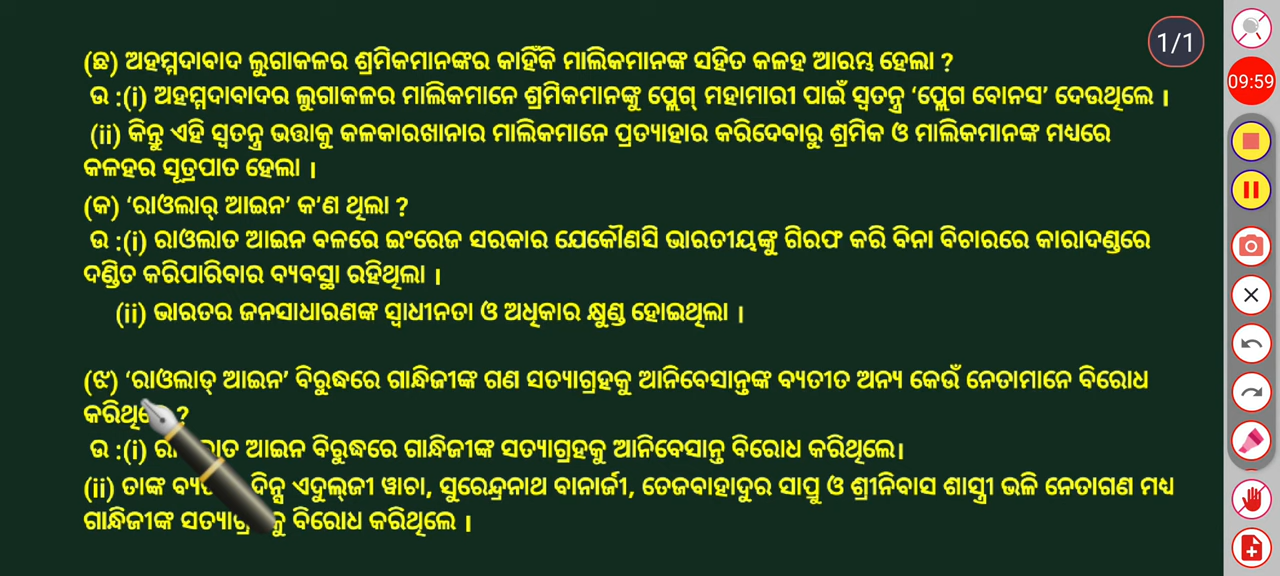 1/1
(ଛ) ଅହମ୍ମଦାବାଦ ଲୁଗାକଳର ଶ୍ରମିକମାନଙ୍କର କାହିଁକି ମାଲିକମାନଙ୍କ ସହିତ କଳହ ଆରମ୍ଭ ହେଲା ?
09:59
ଉ :(i) ଅହମ୍ମଦାବାଦର ଲୁଗାକଳର ମାଲିକମାନେ ଶ୍ରମିକମାନଙ୍କୁ ପ୍ଲେଗ୍ ମହାମାରୀ ପାଇଁ ସ୍ୱତନ୍ତ୍ର ‘ପ୍ଲେଗ ବୋନସ’ ଦେଉଥିଲେ ।
(ii) କିନ୍ତୁ ଏହି ସ୍ୱତନ୍ତ୍ର ଭତ୍ତାକୁ କଳକାରଖାନାର ମାଲିକମାନେ ପ୍ରତ୍ୟାହାର କରିଦେବାରୁ ଶ୍ରମିକ ଓ ମାଲିକମାନଙ୍କ ମଧ୍ୟରେ
କଳହର ସୂତ୍ରପାତ ହେଲା ।
(କ) ‘ରାଓଲାଟ୍ ଆଇନ’ କ’ଣ ଥିଲା ?
ଉ :(i) ରାଓଲାଟ ଆଇନ ବଳରେ ଇଂରେଜ ସରକାର ଯେକୌଣସି ଭାରତୀୟଙ୍କୁ ଗିରଫ କରି ବିନା ବିଚାରରେ କାରାଦଣ୍ଡରେ
ଦଣ୍ଡିତ କରିପାରିବାର ବ୍ୟବସ୍ଥା ରହିଥିଲା ।
(ii) ଭାରତର ଜନସାଧାରଣଙ୍କ ସ୍ୱାଧୀନତା ଓ ଅଧିକାର କ୍ଷୁଣ୍ଣ ହୋଇଥିଲା ।
(ଝ) ‘ରାଓଲାଟ୍ ଆଇନ’ ବିରୁଦ୍ଧରେ ଗାନ୍ଧିଜୀଙ୍କ ଗଣ ସତ୍ୟାଗ୍ରହକୁ ଆନିବେସାନ୍ତଙ୍କ ବ୍ୟତୀତ ଅନ୍ୟ କେଉଁ ନେତାମାନେ ବିରୋଧ
?
ଉ :(i) ଆଇନ ବିରୁଦ୍ଧରେ ଗାନ୍ଧିଜୀଙ୍କ ସତ୍ୟାଗ୍ରହକୁ ଆନିବେସାନ୍ତ ବିରୋଧ କରିଥିଲେ।
(ii) ତାଙ୍କ ଏଦୁଲ୍‌ଜୀ ୱାଚା, ସୁରେନ୍ଦ୍ରନାଥ ବାନାର୍ଜୀ, ତେଜବାହାଦୁର ସାପ୍ରୁ ଓ ଶ୍ରୀନିବାସ ଶାସ୍ତ୍ରୀ ଭଳି ନେତାଗଣ ମଧ୍ୟ
ଗାନ୍ଧିଜୀଙ୍କ ବିରୋଧ କରିଥିଲେ ।